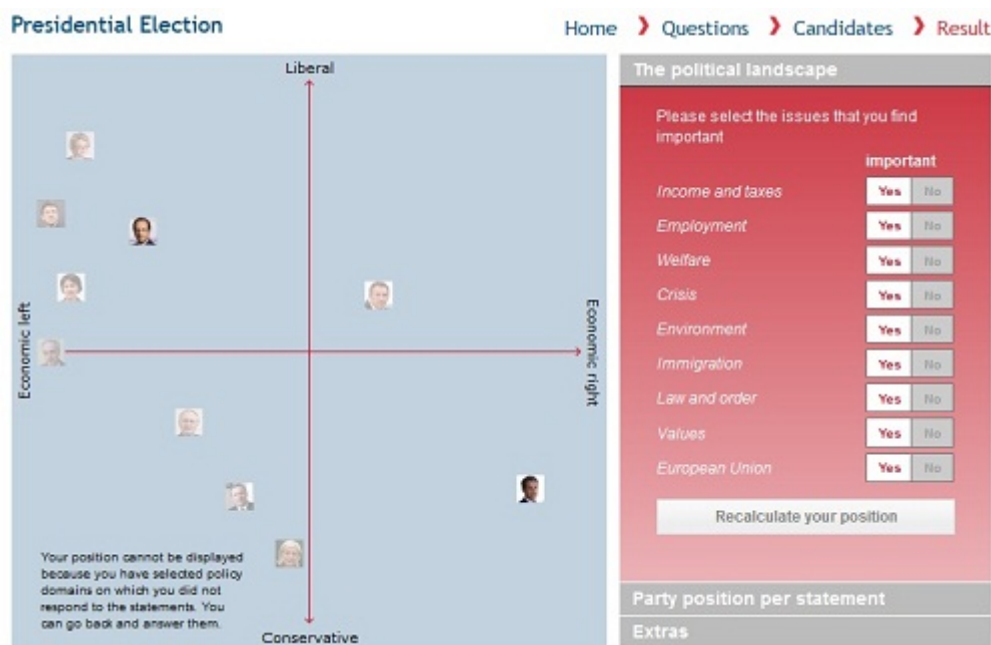 Presidential Election
Home ❯ Questions ❯ Candidates ❯ Result
Liberal
Economic left
Economic right
Your position cannot be displayed
because you have selected policy
domains on which you did not
respond to the statements. You
can go back and answer them.
Conservative
The political landscape
Please select the issues that you find
important
important
Income and taxes Yes No
Employment Yes No
Welfare Yes No
Crisis Yes No
Environment Yes No
Immigration Yes No
Law and order Yes No
Values Yes No
European Union Yes No
Recalculate your position
Party position per statement
Extras